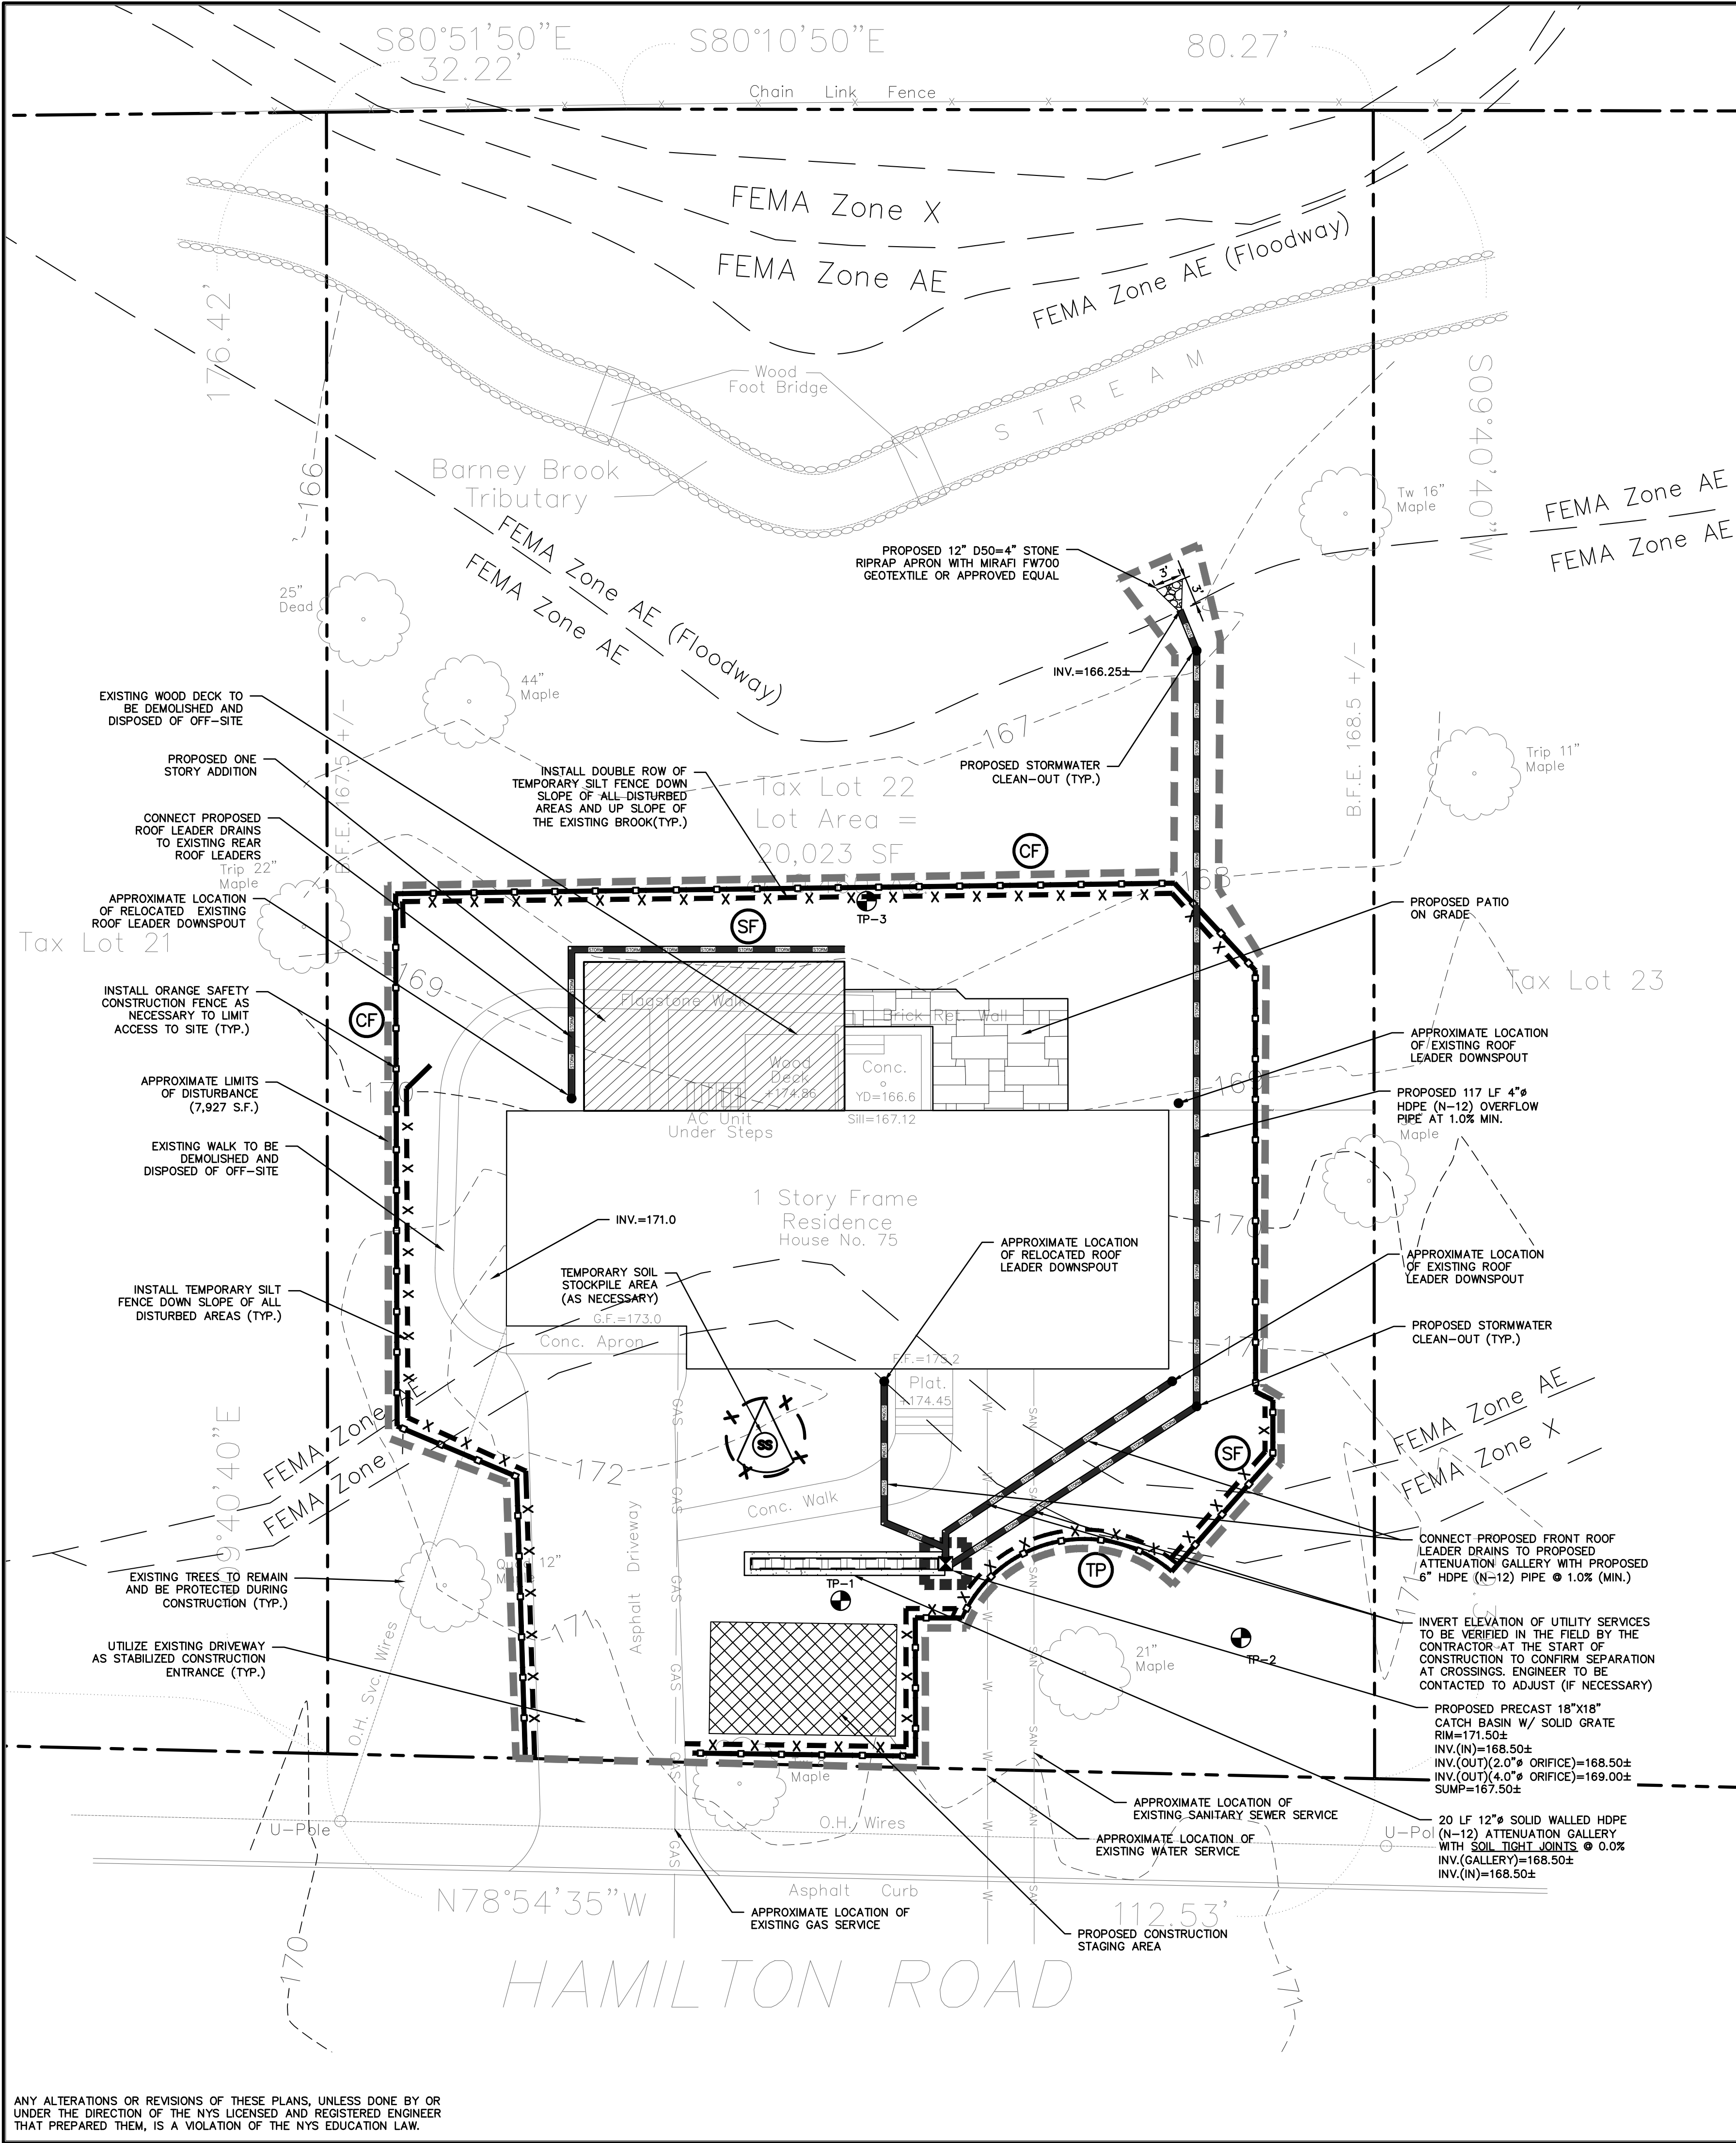 S80°51'50"E
32.22'
S80°10'50"E
80.27'
Chain Link Fence
FEMA Zone X
FEMA Zone AE
FEMA Zone AE (Floodway)
176.42'
Wood
Foot Bridge
STREAM
S09°40'40"W
Barney Brook
Tributary
166
Tw 16"
Maple
FEMA Zone AE
FEMA Zone AE
FEMA Zone AE (Floodway)
FEMA Zone AE
PROPOSED 12" D50=4" STONE
RIPRAP APRON WITH MIRAFI FW700
GEOTEXTILE OR APPROVED EQUAL
3'
3'
25"
Dead
INV.=166.25±
44"
Maple
EXISTING WOOD DECK TO
BE DEMOLISHED AND
DISPOSED OF OFF-SITE
B.F.E. 167.5 +/-
B.F.E. 168.5 +/-
167
PROPOSED ONE
STORY ADDITION
INSTALL DOUBLE ROW OF
TEMPORARY SILT FENCE DOWN
SLOPE OF ALL DISTURBED
AREAS AND UP SLOPE OF
THE EXISTING BROOK(TYP.)
PROPOSED STORMWATER
CLEAN-OUT (TYP.)
Trip 11"
Maple
Tax Lot 22
Lot Area =
20,023 SF
CONNECT PROPOSED
ROOF LEADER DRAINS
TO EXISTING REAR
ROOF LEADERS
Trip 22"
Maple
CF
168
APPROXIMATE LOCATION
OF RELOCATED EXISTING
ROOF LEADER DOWNSPOUT
SF
TP-3
PROPOSED PATIO
ON GRADE
Tax Lot 21
Tax Lot 23
169
INSTALL ORANGE SAFETY
CONSTRUCTION FENCE AS
NECESSARY TO LIMIT
ACCESS TO SITE (TYP.)
CF
Flagstone Walk
Brick Ret. Wall
APPROXIMATE LOCATION
OF EXISTING ROOF
LEADER DOWNSPOUT
Wood
Deck
+174.86
Conc.
YD=166.6
170
169
APPROXIMATE LIMITS
OF DISTURBANCE
(7,927 S.F.)
AC Unit
Under Steps
Sill=167.12
PROPOSED 117 LF 4"ø
HDPE (N-12) OVERFLOW
PIPE AT 1.0% MIN.
Maple
EXISTING WALK TO BE
DEMOLISHED AND
DISPOSED OF OFF-SITE
1 Story Frame
Residence
House No. 75
INV.=171.0
170
APPROXIMATE LOCATION
OF RELOCATED ROOF
LEADER DOWNSPOUT
APPROXIMATE LOCATION
OF EXISTING ROOF
LEADER DOWNSPOUT
TEMPORARY SOIL
STOCKPILE AREA
(AS NECESSARY)
INSTALL TEMPORARY SILT
FENCE DOWN SLOPE OF ALL
DISTURBED AREAS (TYP.)
G.F.=173.0
Conc. Apron
PROPOSED STORMWATER
CLEAN-OUT (TYP.)
171
F.F.=175.2
Plat.
+174.45
FEMA Zone AE
FEMA Zone
FEMA Zone AE
FEMA Zone X
SS
SF
172
Conc. Walk
09°40'40"E
Asphalt Driveway
GAS
W
SAN
STORM
CONNECT PROPOSED FRONT ROOF
LEADER DRAINS TO PROPOSED
ATTENUATION GALLERY WITH PROPOSED
6" HDPE (N-12) PIPE @ 1.0% (MIN.)
Quad 12"
TP
TP-1
EXISTING TREES TO REMAIN
AND BE PROTECTED DURING
CONSTRUCTION (TYP.)
171
INVERT ELEVATION OF UTILITY SERVICES
TO BE VERIFIED IN THE FIELD BY THE
CONTRACTOR AT THE START OF
CONSTRUCTION TO CONFIRM SEPARATION
AT CROSSINGS. ENGINEER TO BE
CONTACTED TO ADJUST (IF NECESSARY)
UTILIZE EXISTING DRIVEWAY
AS STABILIZED CONSTRUCTION
ENTRANCE (TYP.)
O.H. Svc. Wires
21"
Maple
TP-2
PROPOSED PRECAST 18"X18"
CATCH BASIN W/ SOLID GRATE
RIM=171.50±
INV.(IN)=168.50±
INV.(OUT)(2.0"ø ORIFICE)=168.50±
INV.(OUT)(4.0"ø ORIFICE)=169.00±
SUMP=167.50±
Maple
APPROXIMATE LOCATION OF
EXISTING SANITARY SEWER SERVICE
U-Pole
O.H. Wires
APPROXIMATE LOCATION OF
EXISTING WATER SERVICE
U-Pol
20 LF 12"ø SOLID WALLED HDPE
(N-12) ATTENUATION GALLERY
WITH SOIL TIGHT JOINTS @ 0.0%
INV.(GALLERY)=168.50±
INV.(IN)=168.50±
N78°54'35"W
Asphalt Curb
112.53'
APPROXIMATE LOCATION OF
EXISTING GAS SERVICE
PROPOSED CONSTRUCTION
STAGING AREA
170
171
HAMILTON ROAD
ANY ALTERATIONS OR REVISIONS OF THESE PLANS, UNLESS DONE BY OR
UNDER THE DIRECTION OF THE NYS LICENSED AND REGISTERED ENGINEER
THAT PREPARED THEM, IS A VIOLATION OF THE NYS EDUCATION LAW.